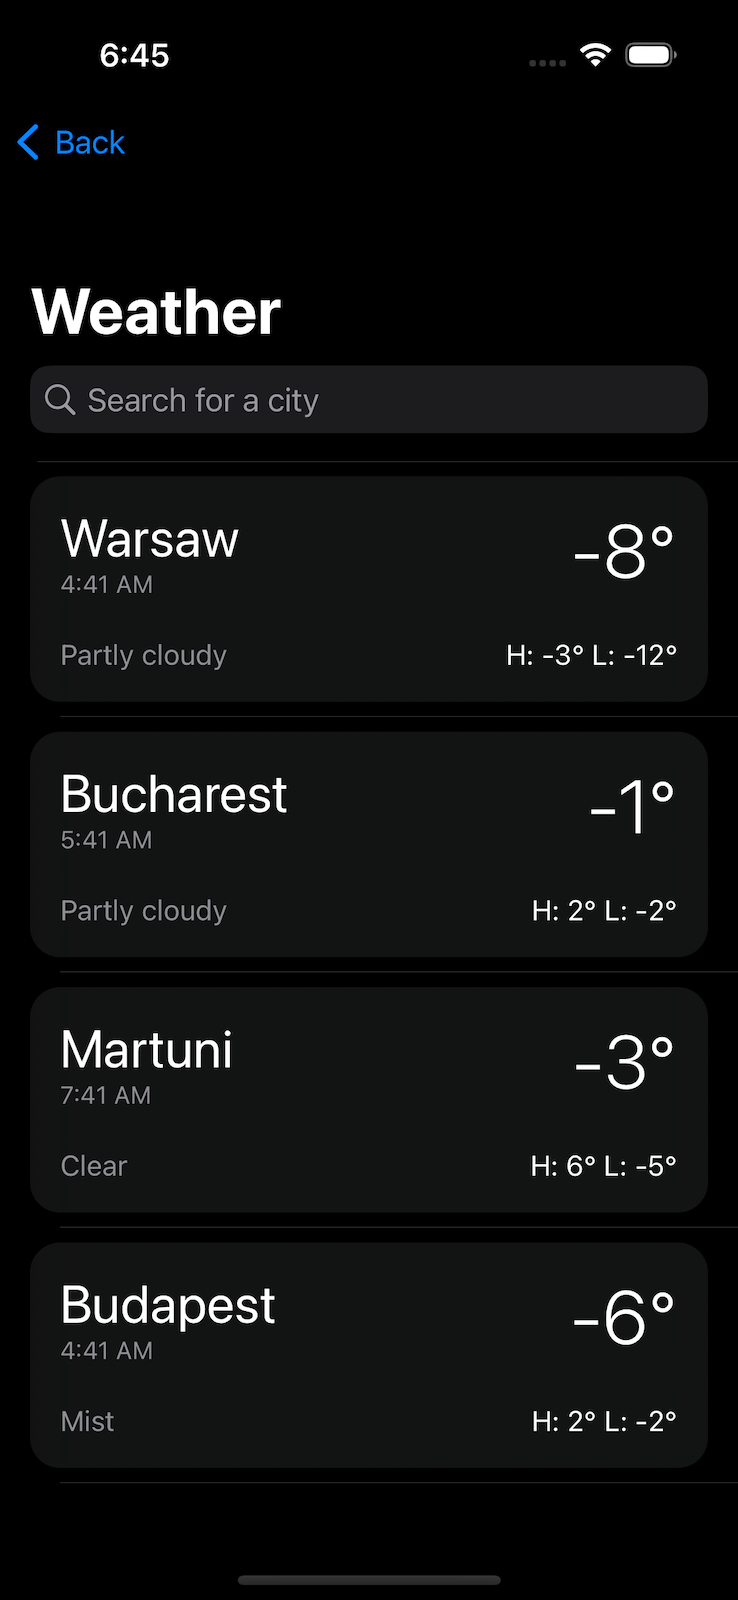 6:45
Back
Weather
Search for a city
Warsaw
-8°
4:41 AM
Partly cloudy
H: -3° L: -12°
Bucharest
-1°
5:41 AM
Partly cloudy
H: 2° L: -2°
Martuni
-3°
7:41 AM
Clear
H: 6° L: -5°
Budapest
-6°
4:41 AM
Mist
H: 2° L: -2°